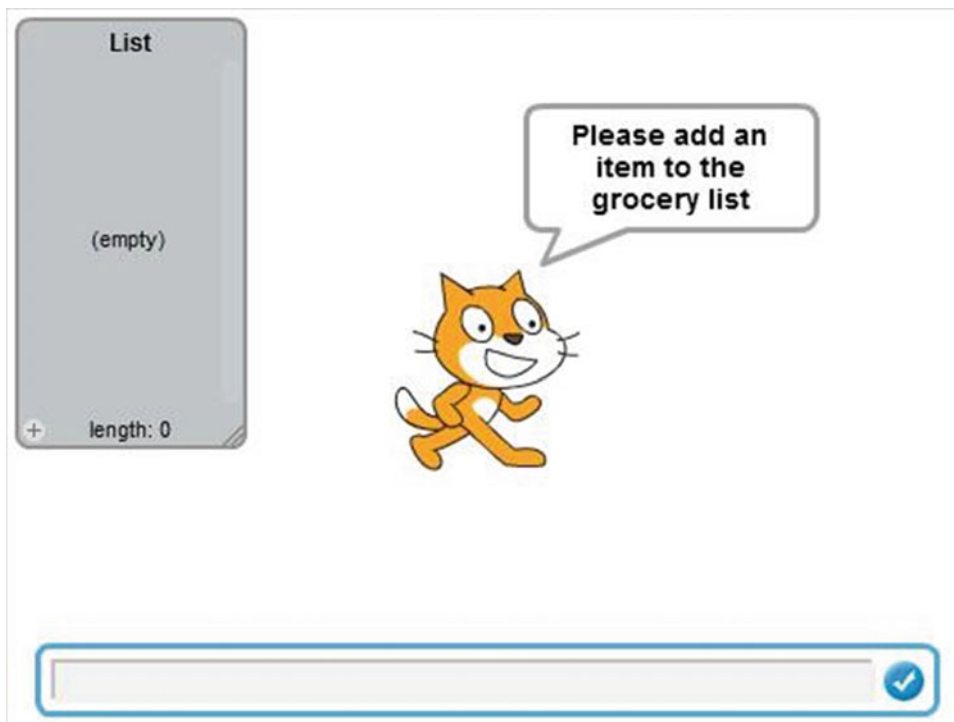 List
(empty)
+ length: 0
Please add an
item to the
grocery list